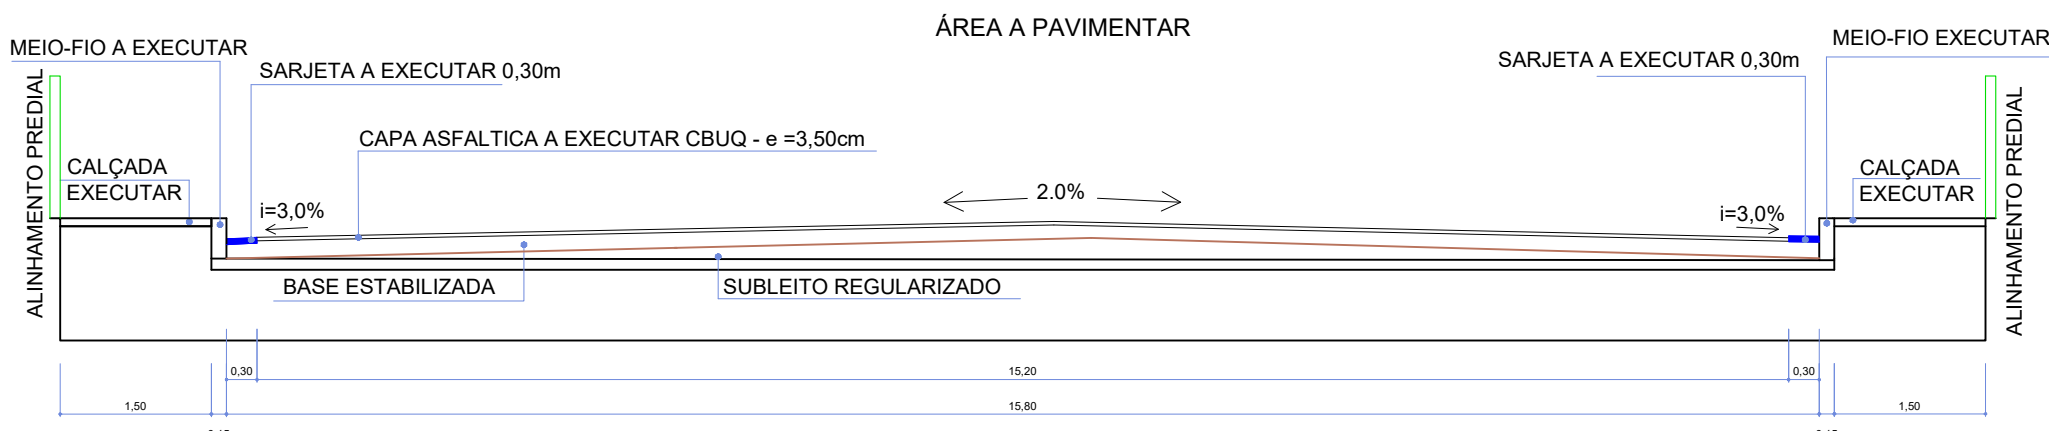 ÁREA A PAVIMENTAR
MEIO-FIO A EXECUTAR
MEIO-FIO EXECUTAR
SARJETA A EXECUTAR 0,30m
SARJETA A EXECUTAR 0,30m
CAPA ASFALTICA A EXECUTAR CBUQ - e =3,50cm
ALINHAMENTO PREDIAL
CALÇADA
EXECUTAR
i=3,0%
2.0%
i=3,0%
CALÇADA
EXECUTAR
ALINHAMENTO PREDIAL
BASE ESTABILIZADA
SUBLEITO REGULARIZADO
0,30
15,20
0,30
1,50
15,80
1,50